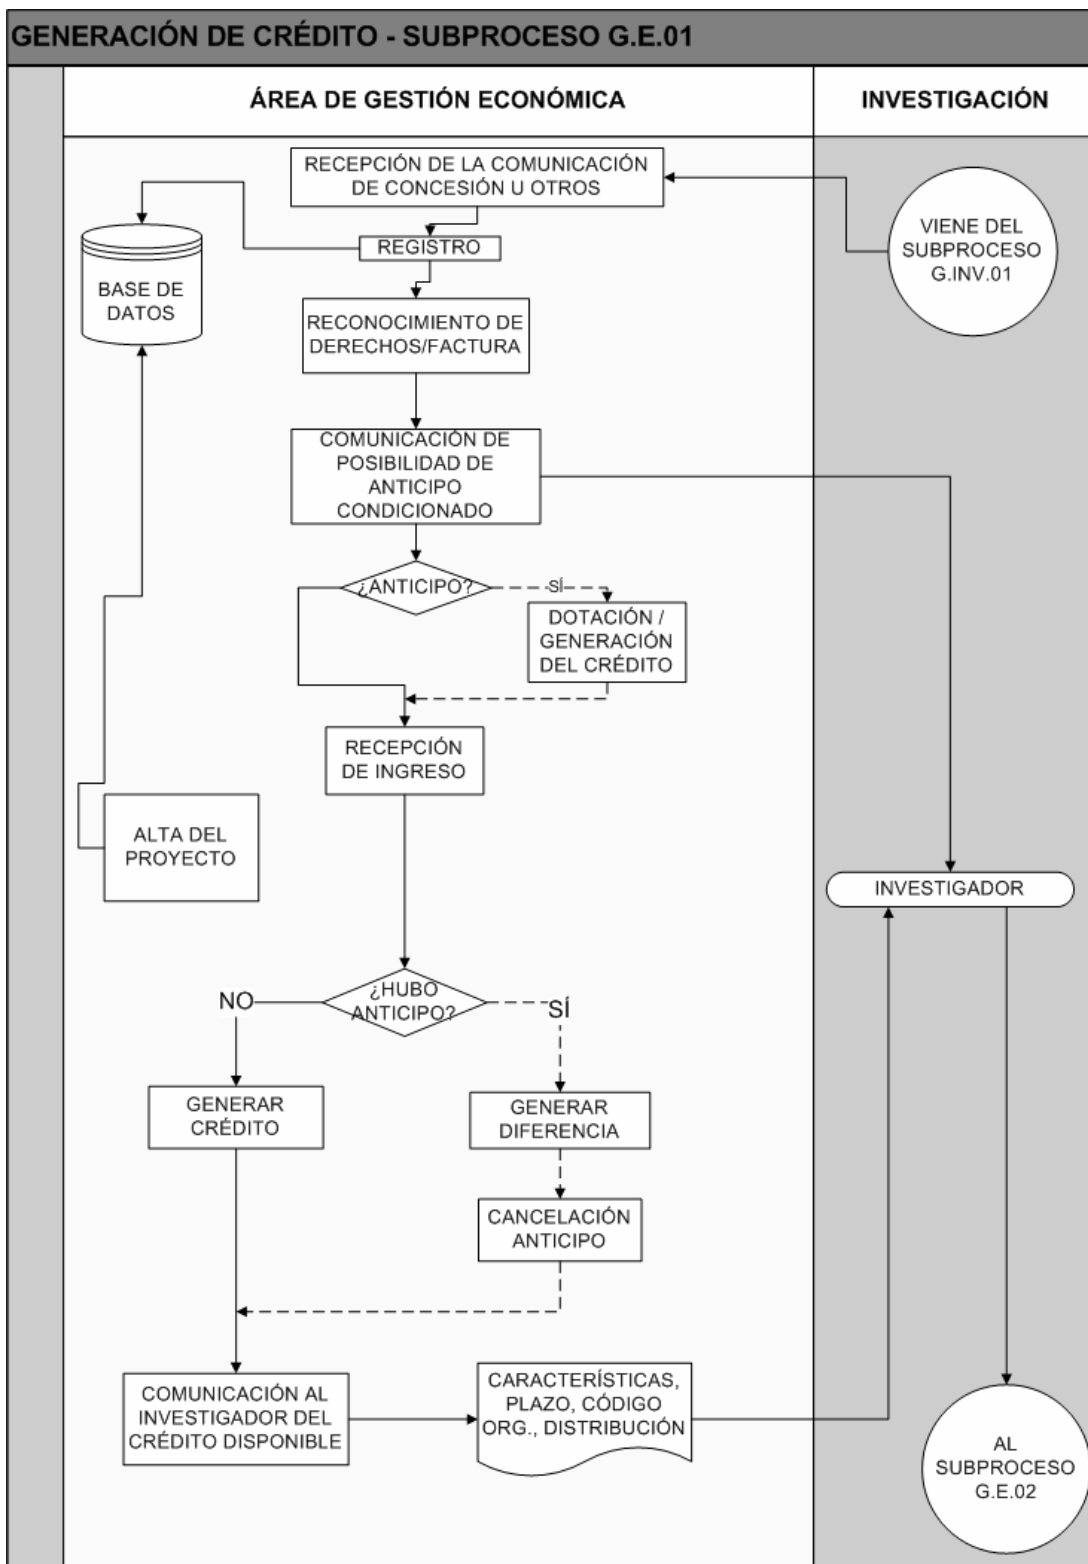 GENERACIÓN DE CRÉDITO - SUBPROCESO G.E.01
ÁREA DE GESTIÓN ECONÓMICA
INVESTIGACIÓN
RECEPCIÓN DE LA COMUNICACIÓN
DE CONCESIÓN U OTROS
VIENE DEL
SUBPROCESO
G.INV.01
REGISTRO
BASE DE
DATOS
RECONOCIMIENTO DE
DERECHOS/FACTURA
COMUNICACIÓN DE
POSIBILIDAD DE
ANTICIPO
CONDICIONADO
¿ANTICIPO?
SÍ
DOTACIÓN /
GENERACIÓN
DEL CRÉDITO
RECEPCIÓN
DE INGRESO
ALTA DEL
PROYECTO
INVESTIGADOR
¿HUBO
ANTICIPO?
NO
SÍ
GENERAR
CRÉDITO
GENERAR
DIFERENCIA
CANCELACIÓN
ANTICIPO
COMUNICACIÓN AL
INVESTIGADOR DEL
CRÉDITO DISPONIBLE
CARACTERÍSTICAS,
PLAZO, CÓDIGO
ORG., DISTRIBUCIÓN
AL
SUBPROCESO
G.E.02